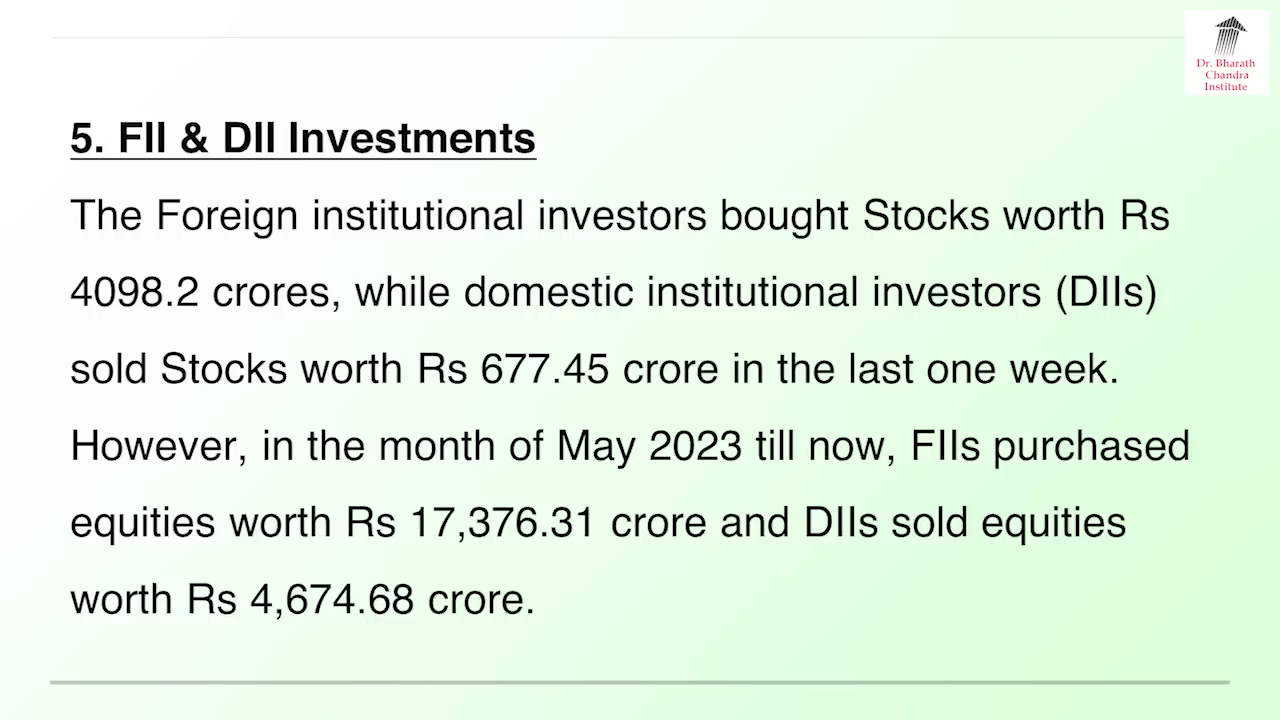 Dr. Bharath
Chandra
Institute
5. FII & DII Investments
The Foreign institutional investors bought Stocks worth Rs
4098.2 crores, while domestic institutional investors (DIIs)
sold Stocks worth Rs 677.45 crore in the last one week.
However, in the month of May 2023 till now, FIIs purchased
equities worth Rs 17,376.31 crore and DIIs sold equities
worth Rs 4,674.68 crore.